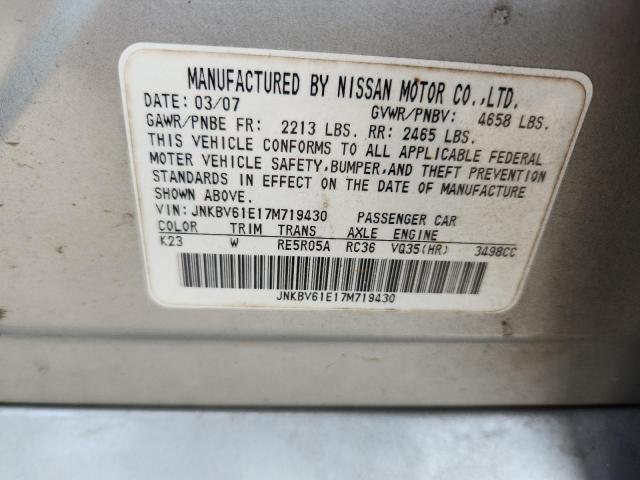 MANUFACTURED BY NISSAN MOTOR CO.,LTD.
DATE: 03/07 GVWR/PNBV: 4658 LBS.
GAWR/PNBE FR: 2213 LBS. RR: 2465 LBS.
THIS VEHICLE CONFORMS TO ALL APPLICABLE FEDERAL
MOTER VEHICLE SAFETY,BUMPER,AND THEFT PREVENTION
STANDARDS IN EFFECT ON THE DATE OF MANUFACTURE
SHOWN ABOVE.
VIN: JNKBV61E17M719430 PASSENGER CAR
COLOR TRIM TRANS AXLE ENGINE
K23 W RE5R05A RC36 VQ35(HR) 3498CC
JNKBV61E17M719430